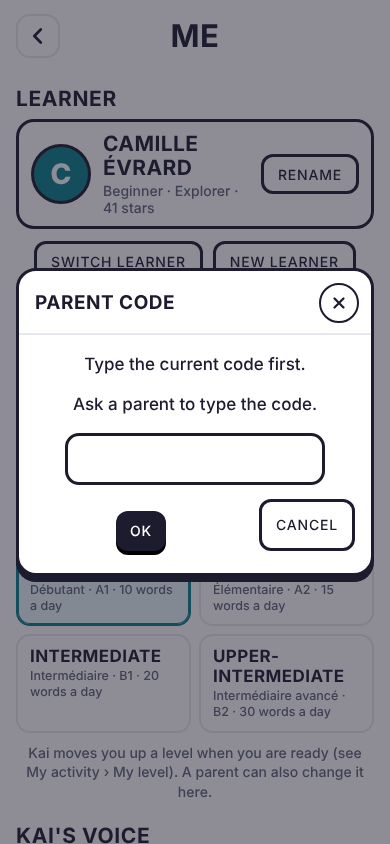 ME
LEARNER
C
CAMILLE
ÉVRARD
Beginner · Explorer ·
41 stars
RENAME
SWITCH LEARNER
NEW LEARNER
PARENT CODE
Type the current code first.
Ask a parent to type the code.
OK
CANCEL
Débutant · A1 · 10 words
a day
Élémentaire · A2 · 15
words a day
INTERMEDIATE
Intermédiaire · B1 · 20
words a day
UPPER-
INTERMEDIATE
Intermédiaire avancé ·
B2 · 30 words a day
Kai moves you up a level when you are ready (see
My activity › My level). A parent can also change it
here.
KAI'S VOICE